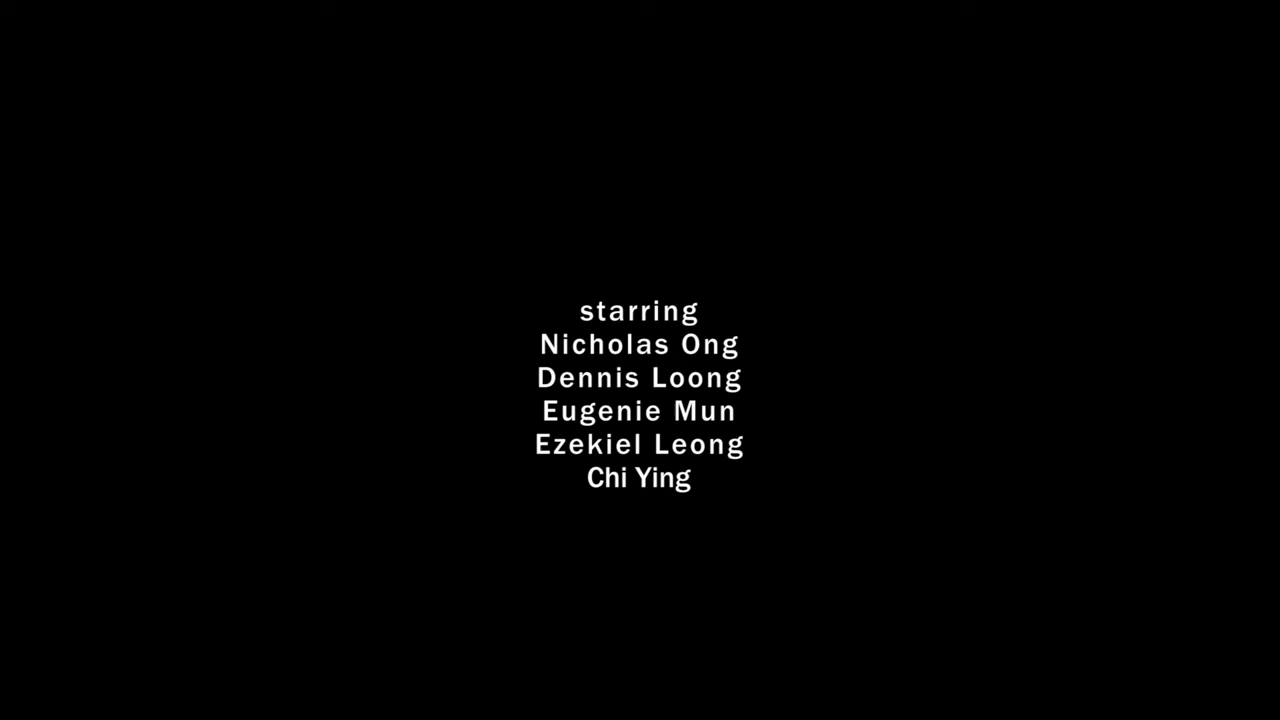 starring
Nicholas Ong
Dennis Loong
Eugenie Mun
Ezekiel Leong
Chi Ying